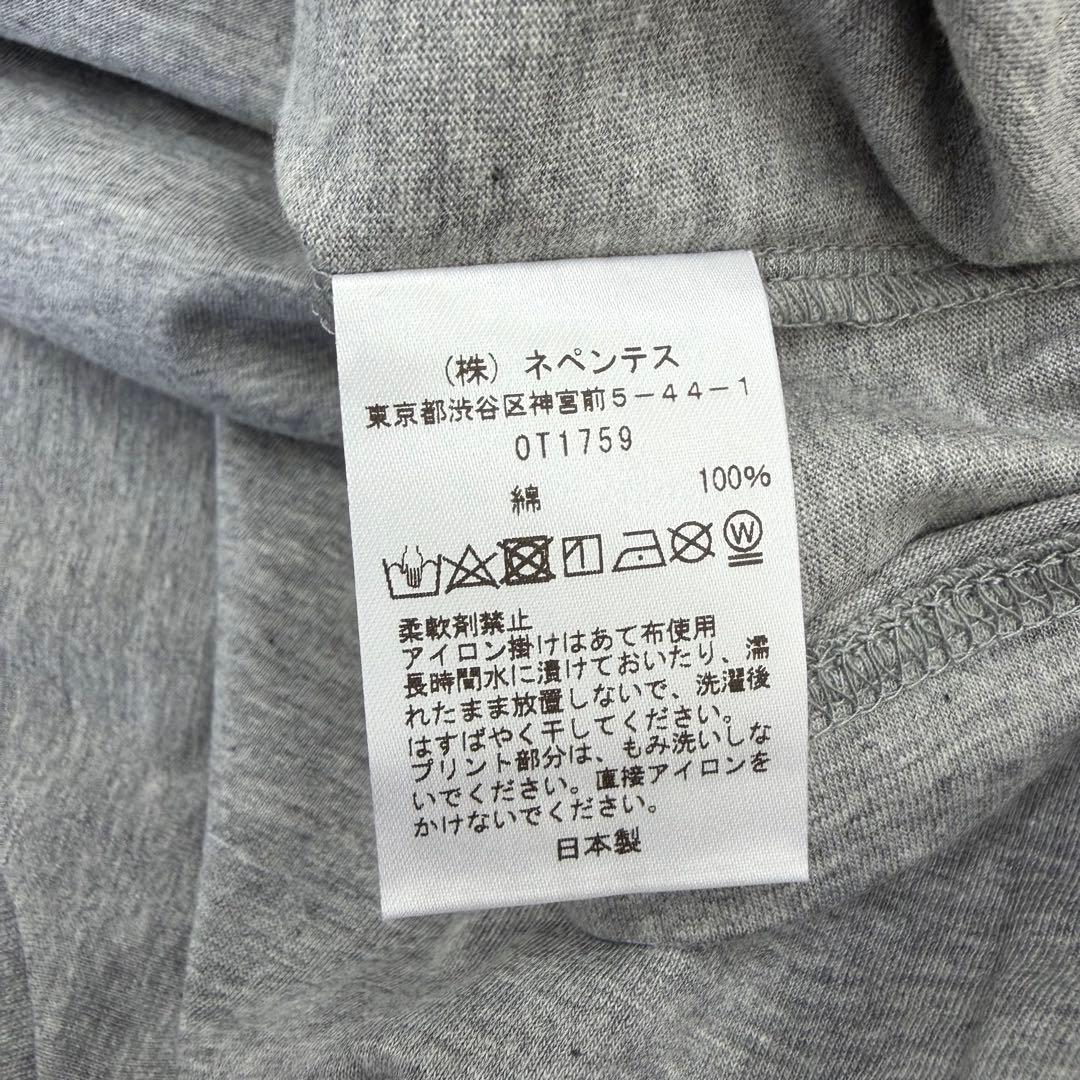 （株）ネペンテス
東京都渋谷区神宮前５－４４－１
OT1759
綿 100%
W
柔軟剤禁止
アイロン掛けはあて布使用
長時間水に漬けておいたり、濡
れたまま放置しないで、洗濯後
はすばやく干してください。
プリント部分は、もみ洗いしな
いでください。直接アイロンを
かけないでください。
日本製